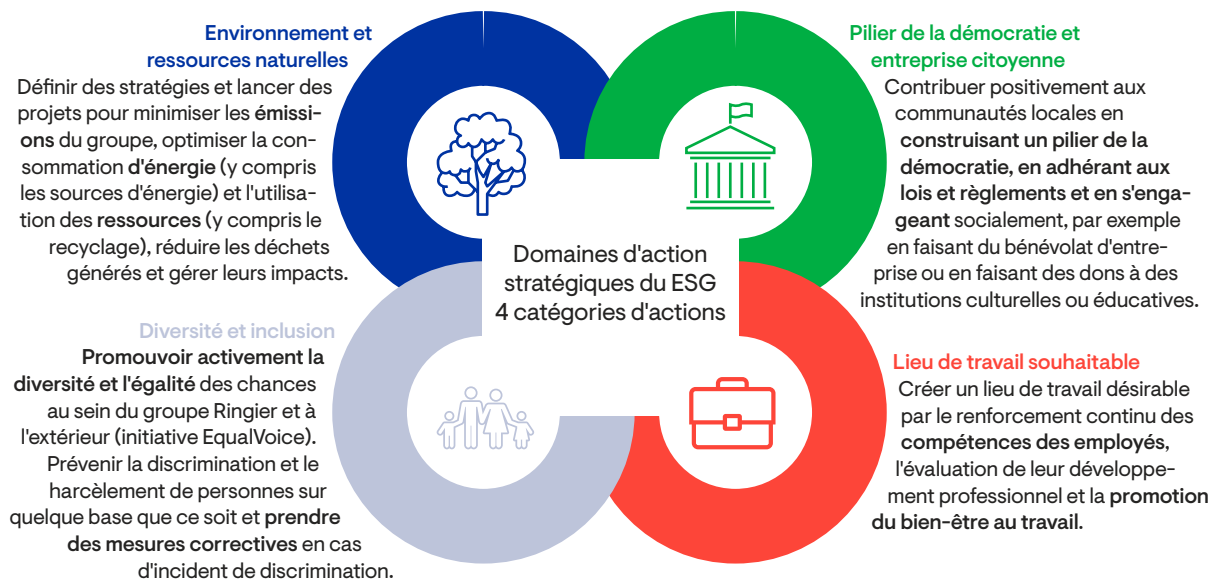 Environnement et
ressources naturelles
Définir des stratégies et lancer des
projets pour minimiser les émissi-
ons du groupe, optimiser la con-
sommation d'énergie (y compris
les sources d'énergie) et l'utilisa-
tion des ressources (y compris le
recyclage), réduire les déchets
générés et gérer leurs impacts.
Pilier de la démocratie et
entreprise citoyenne
Contribuer positivement aux
communautés locales en
construisant un pilier de la
démocratie, en adhérant aux
lois et règlements et en s'enga-
geant socialement, par exemple
en faisant du bénévolat d'entre-
prise ou en faisant des dons à des
institutions culturelles ou éducatives.
Domaines d'action
stratégiques du ESG
4 catégories d'actions
Diversité et inclusion
Promouvoir activement la
diversité et l'égalité des chances
au sein du groupe Ringier et à
l'extérieur (initiative EqualVoice).
Prévenir la discrimination et le
harcèlement de personnes sur
quelque base que ce soit et prendre
des mesures correctives en cas
d'incident de discrimination.
Lieu de travail souhaitable
Créer un lieu de travail désirable
par le renforcement continu des
compétences des employés,
l'évaluation de leur développe-
ment professionnel et la promotion
du bien-être au travail.